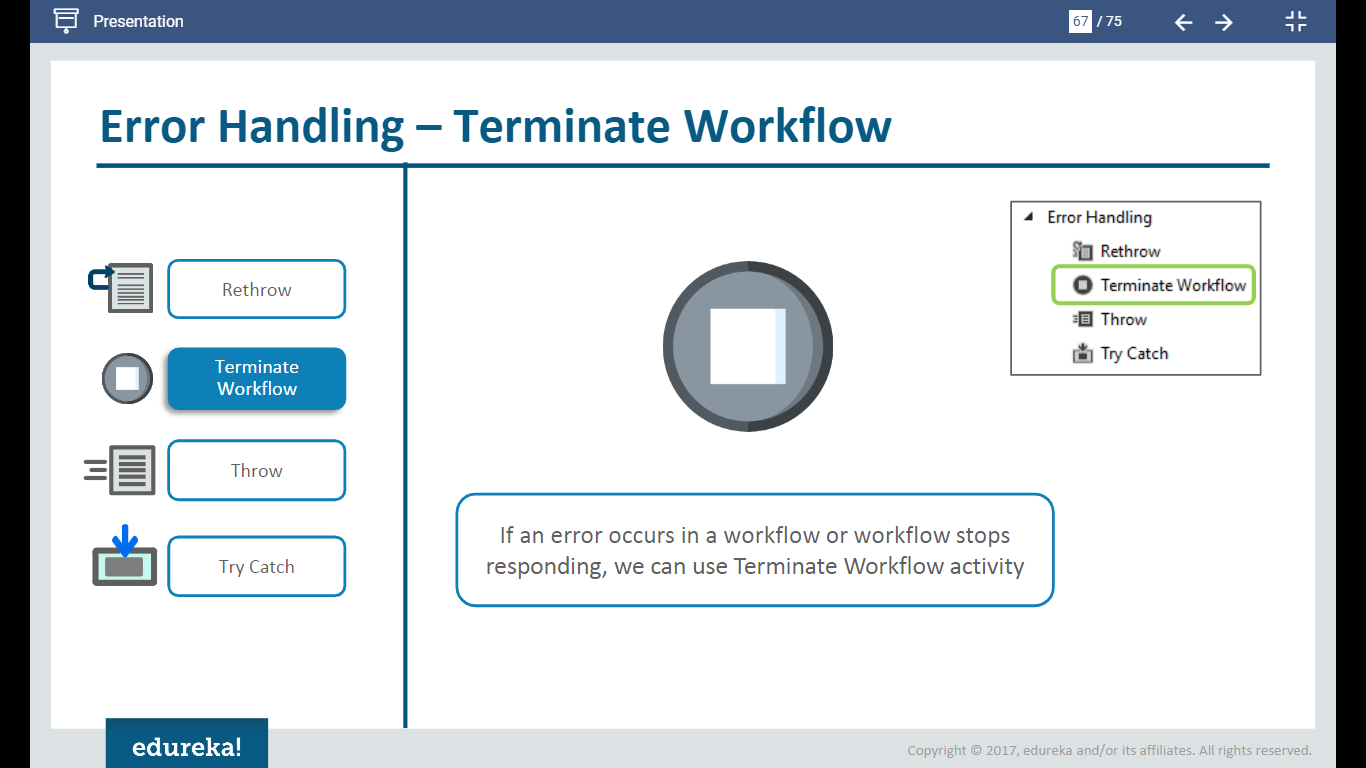 Presentation
67 / 75
Error Handling – Terminate Workflow
Rethrow
Terminate
Workflow
Throw
Try Catch
Error Handling
Rethrow
Terminate Workflow
Throw
Try Catch
If an error occurs in a workflow or workflow stops
responding, we can use Terminate Workflow activity
edureka!
Copyright © 2017, edureka and/or its affiliates. All rights reserved.